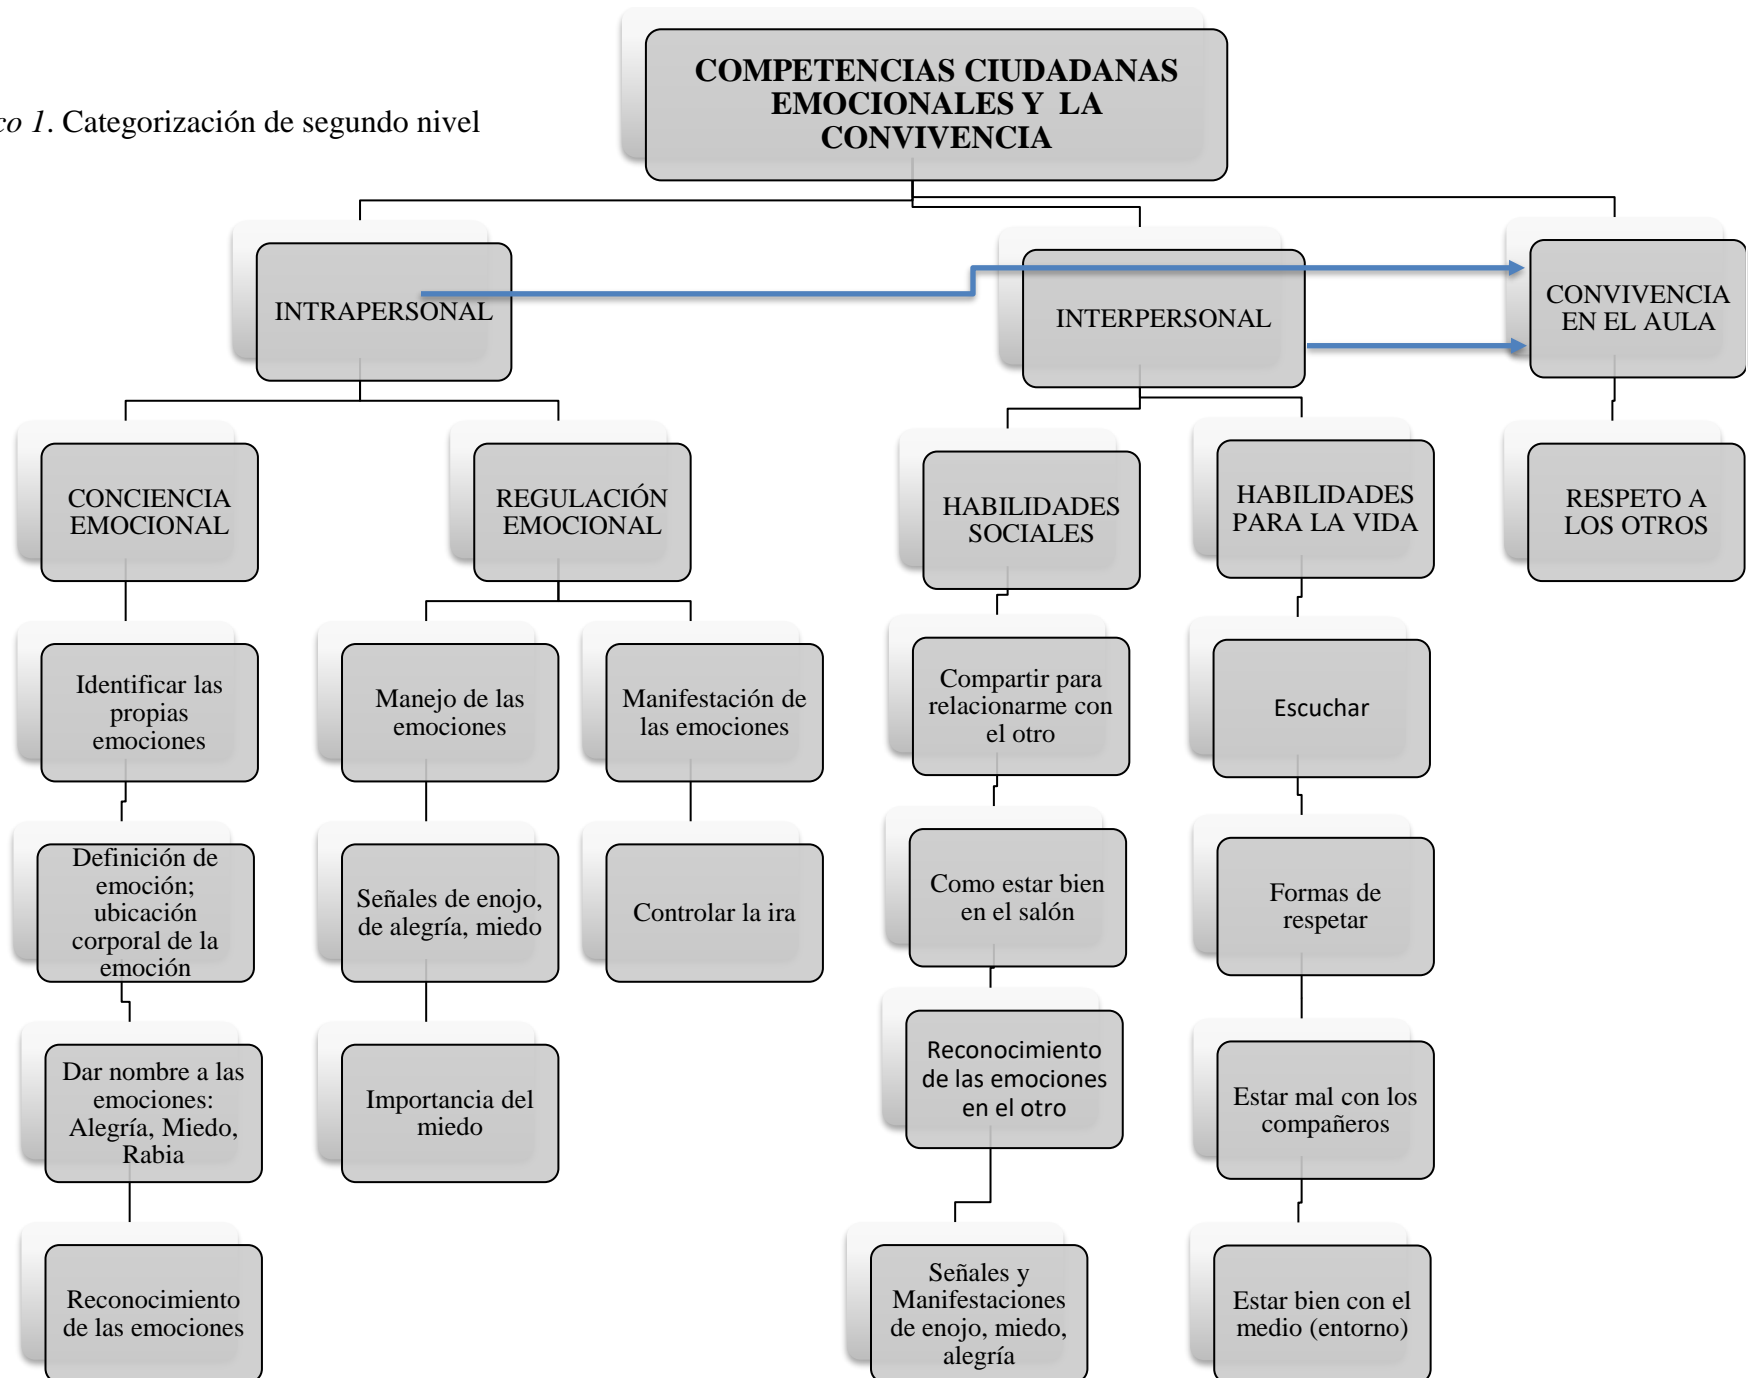 COMPETENCIAS CIUDADANAS
EMOCIONALES Y LA
CONVIVENCIA
co 1. Categorización de segundo nivel
INTRAPERSONAL
INTERPERSONAL
CONVIVENCIA
EN EL AULA
CONCIENCIA
EMOCIONAL
REGULACIÓN
EMOCIONAL
HABILIDADES
SOCIALES
HABILIDADES
PARA LA VIDA
RESPETO A
LOS OTROS
Identificar las
propias
emociones
Manejo de las
emociones
Manifestación de
las emociones
Compartir para
relacionarme con
el otro
Escuchar
Definición de
emoción;
ubicación
corporal de la
emoción
Señales de enojo,
de alegría, miedo
Controlar la ira
Como estar bien
en el salón
Formas de
respetar
Dar nombre a las
emociones:
Alegría, Miedo,
Rabia
Importancia del
miedo
Reconocimiento
de las emociones
en el otro
Estar mal con los
compañeros
Reconocimiento
de las emociones
Señales y
Manifestaciones
de enojo, miedo,
alegría
Estar bien con el
medio (entorno)